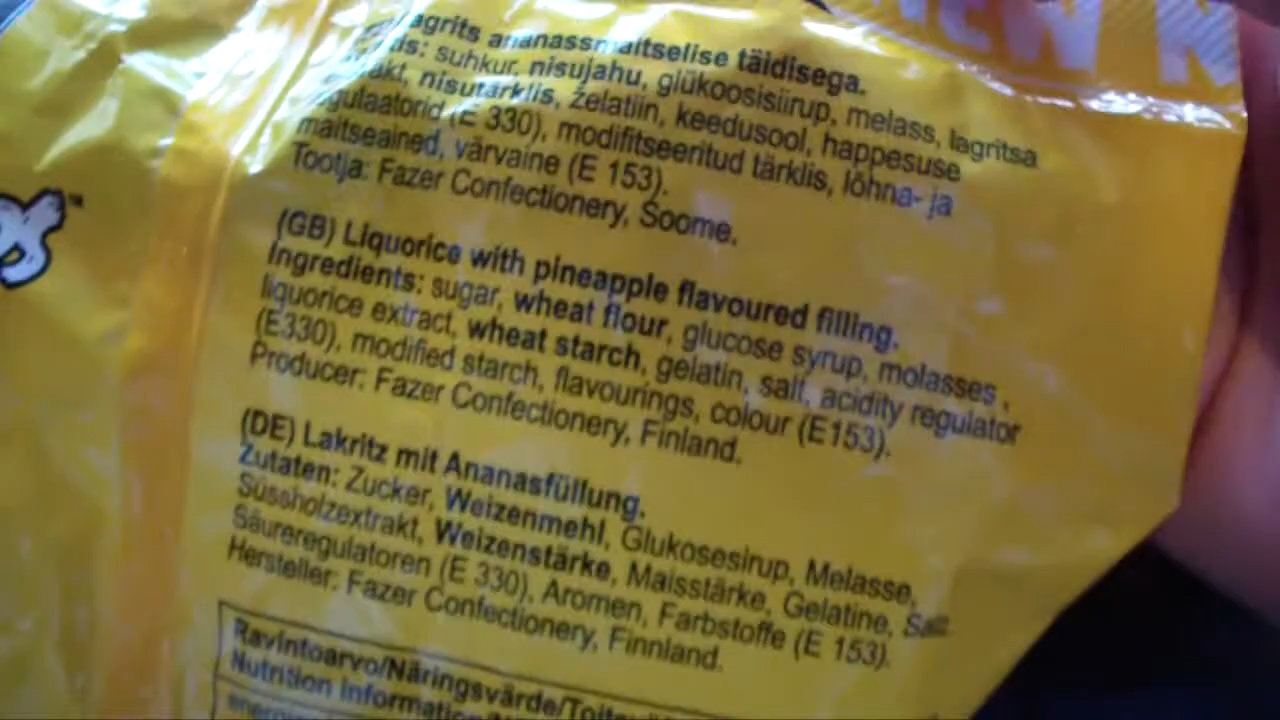 ananassmaitselise täidisega.
suhkur, nisujahu, glükoosisiirup, melass, lagritsa
nisutärklis, želatiin, keedusool, happesuse
(E 330), modifitseeritud tärklis, lõhna- ja
maitseained, värvaine (E 153).
Tootja: Fazer Confectionery, Soome.
(GB) Liquorice with pineapple flavoured filling.
Ingredients: sugar, wheat flour, glucose syrup, molasses ,
liquorice extract, wheat starch, gelatin, salt, acidity regulator
(E330), modified starch, flavourings, colour (E153).
Producer: Fazer Confectionery, Finland.
(DE) Lakritz mit Ananasfüllung.
Zutaten: Zucker, Weizenmehl, Glukosesirup, Melasse,
Süssholzextrakt, Weizenstärke, Maisstärke, Gelatine, Salz
Säureregulatoren (E 330), Aromen, Farbstoffe (E 153).
Hersteller: Fazer Confectionery, Finnland.
Ravintoarvo/Näringsvärde/
Nutrition information